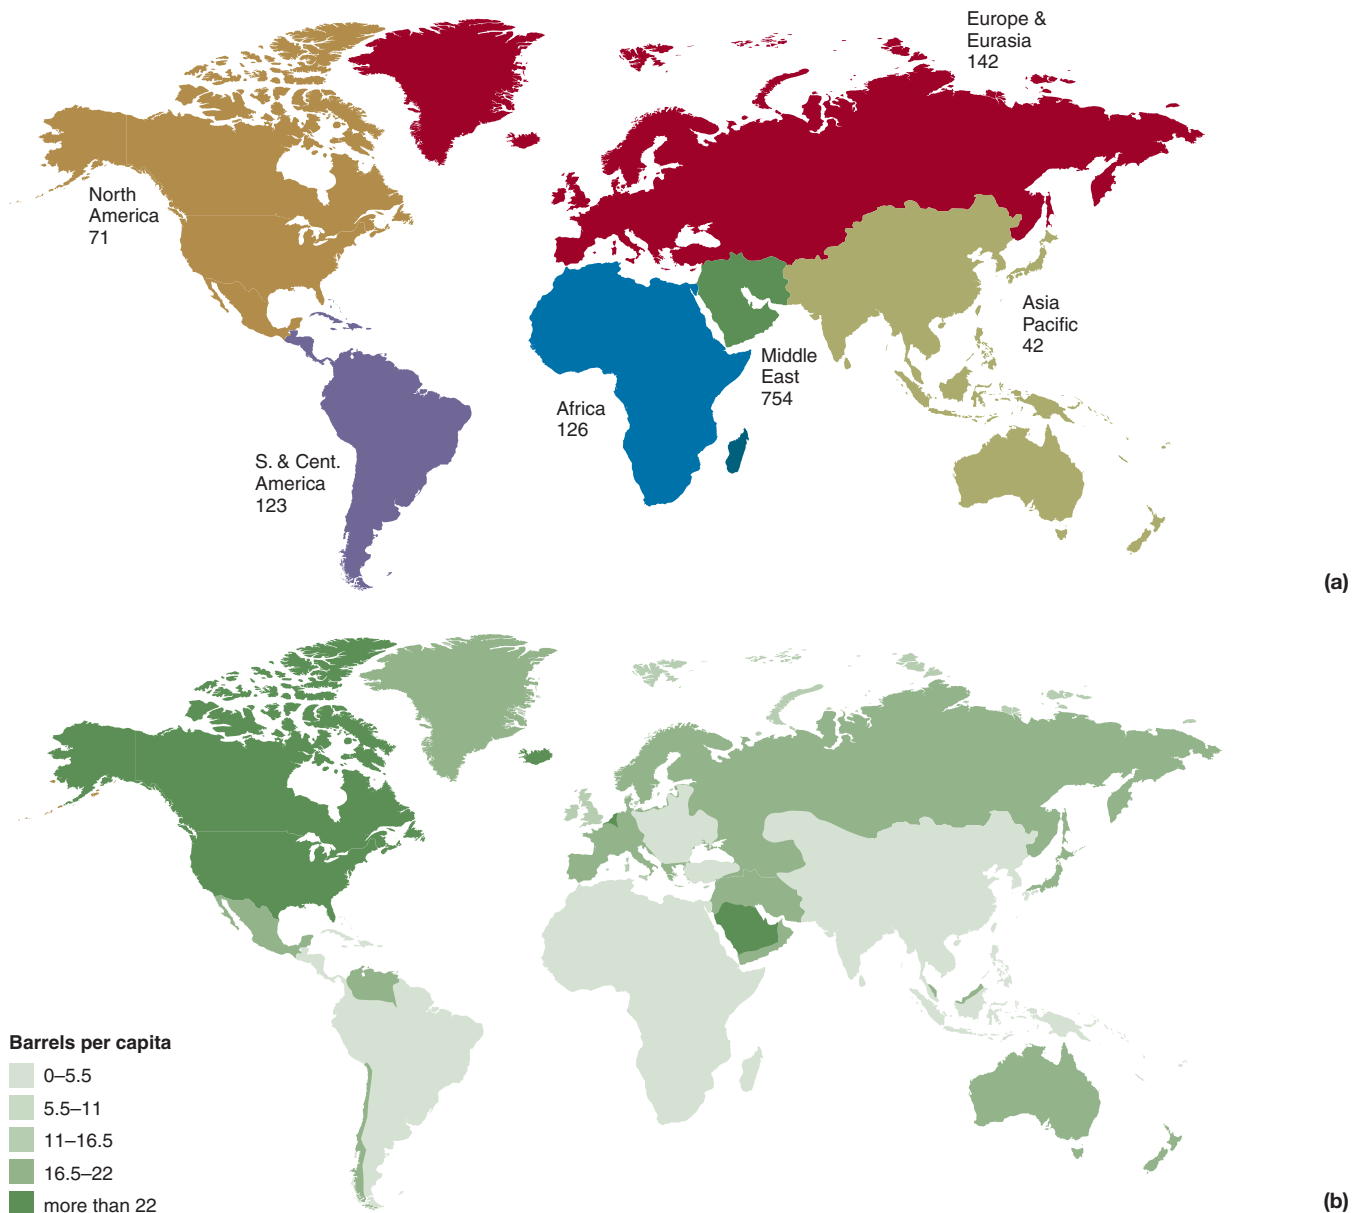 Europe &
Eurasia
142
North
America
71
Asia
Pacific
42
Middle
East
754
Africa
126
S. & Cent.
America
123
(a)
Barrels per capita
0–5.5
5.5–11
11–16.5
16.5–22
more than 22
(b)